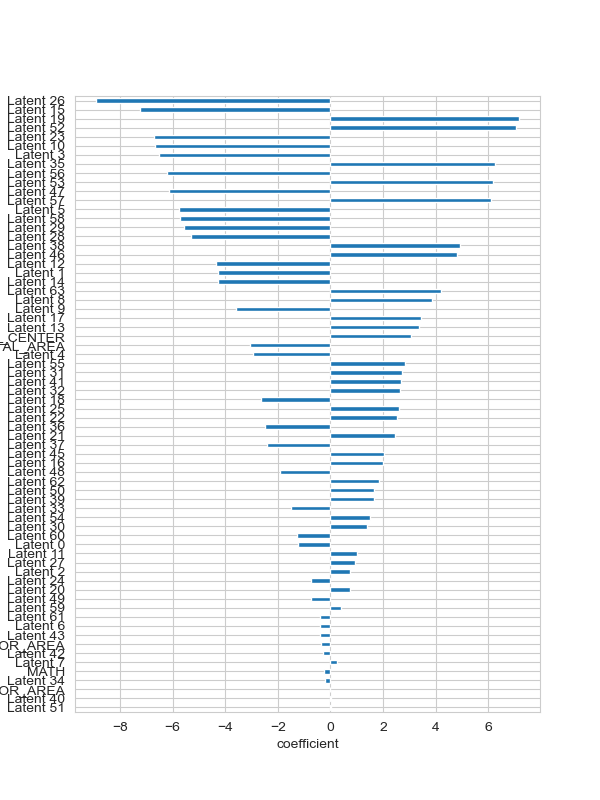 Latent 26
Latent 15
Latent 19
Latent 52
Latent 23
Latent 10
Latent 3
Latent 35
Latent 56
Latent 53
Latent 47
Latent 57
Latent 5
Latent 58
Latent 29
Latent 28
Latent 38
Latent 46
Latent 12
Latent 1
Latent 14
Latent 63
Latent 8
Latent 9
Latent 17
Latent 13
_CENTER
TAL_AREA
Latent 4
Latent 55
Latent 31
Latent 41
Latent 32
Latent 18
Latent 25
Latent 22
Latent 36
Latent 21
Latent 37
Latent 45
Latent 16
Latent 48
Latent 62
Latent 50
Latent 39
Latent 33
Latent 54
Latent 30
Latent 60
Latent 0
Latent 11
Latent 27
Latent 2
Latent 24
Latent 20
Latent 49
Latent 59
Latent 61
Latent 6
Latent 43
OR_AREA
Latent 42
Latent 7
MATH
Latent 34
OR_AREA
Latent 40
Latent 51
−8 −6 −4 −2 0 2 4 6
coefficient